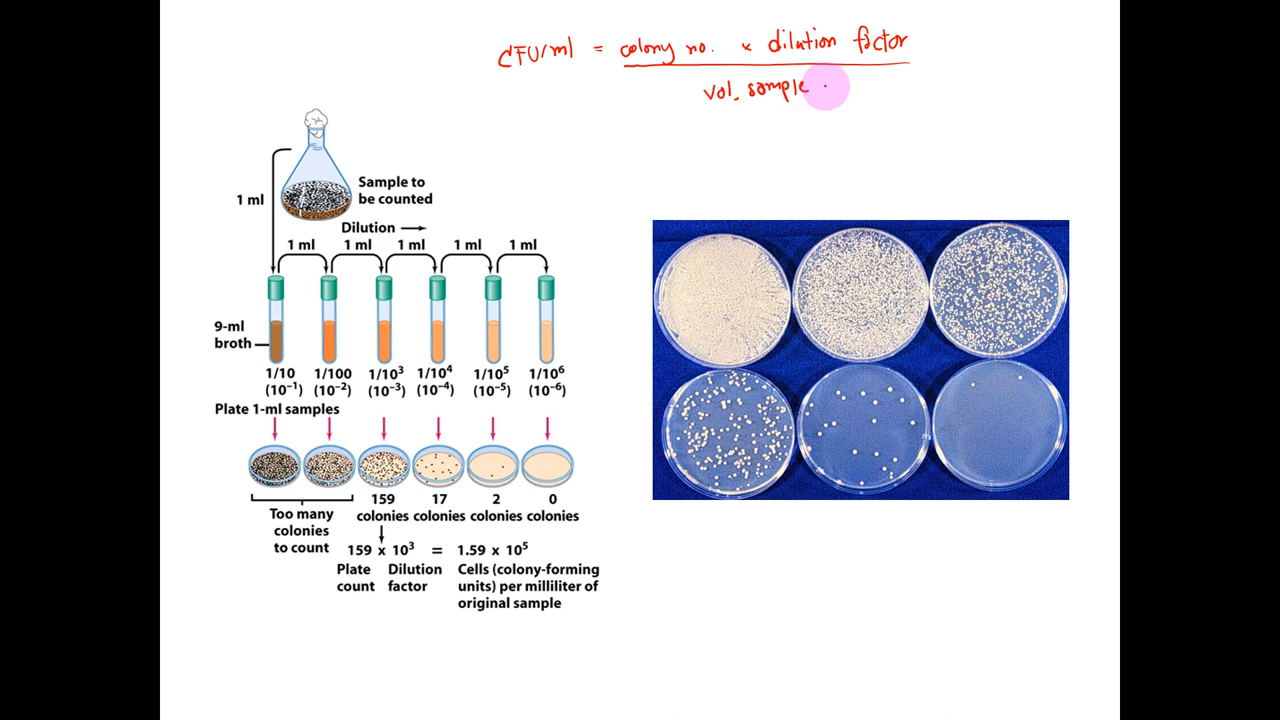 CFU/ml = colony no. × dilution factor
vol. sample
1 ml
Sample to
be counted
Dilution →
1 ml 1 ml 1 ml 1 ml 1 ml
9-ml
broth
1/10 1/100 1/10³ 1/10⁴ 1/10⁵ 1/10⁶
(10⁻¹) (10⁻²) (10⁻³) (10⁻⁴) (10⁻⁵) (10⁻⁶)
Plate 1-ml samples
159 17 2 0
colonies colonies colonies colonies
Too many
colonies
to count
159 x 10³ = 1.59 x 10⁵
Plate Dilution Cells (colony-forming
count factor units) per milliliter of
original sample